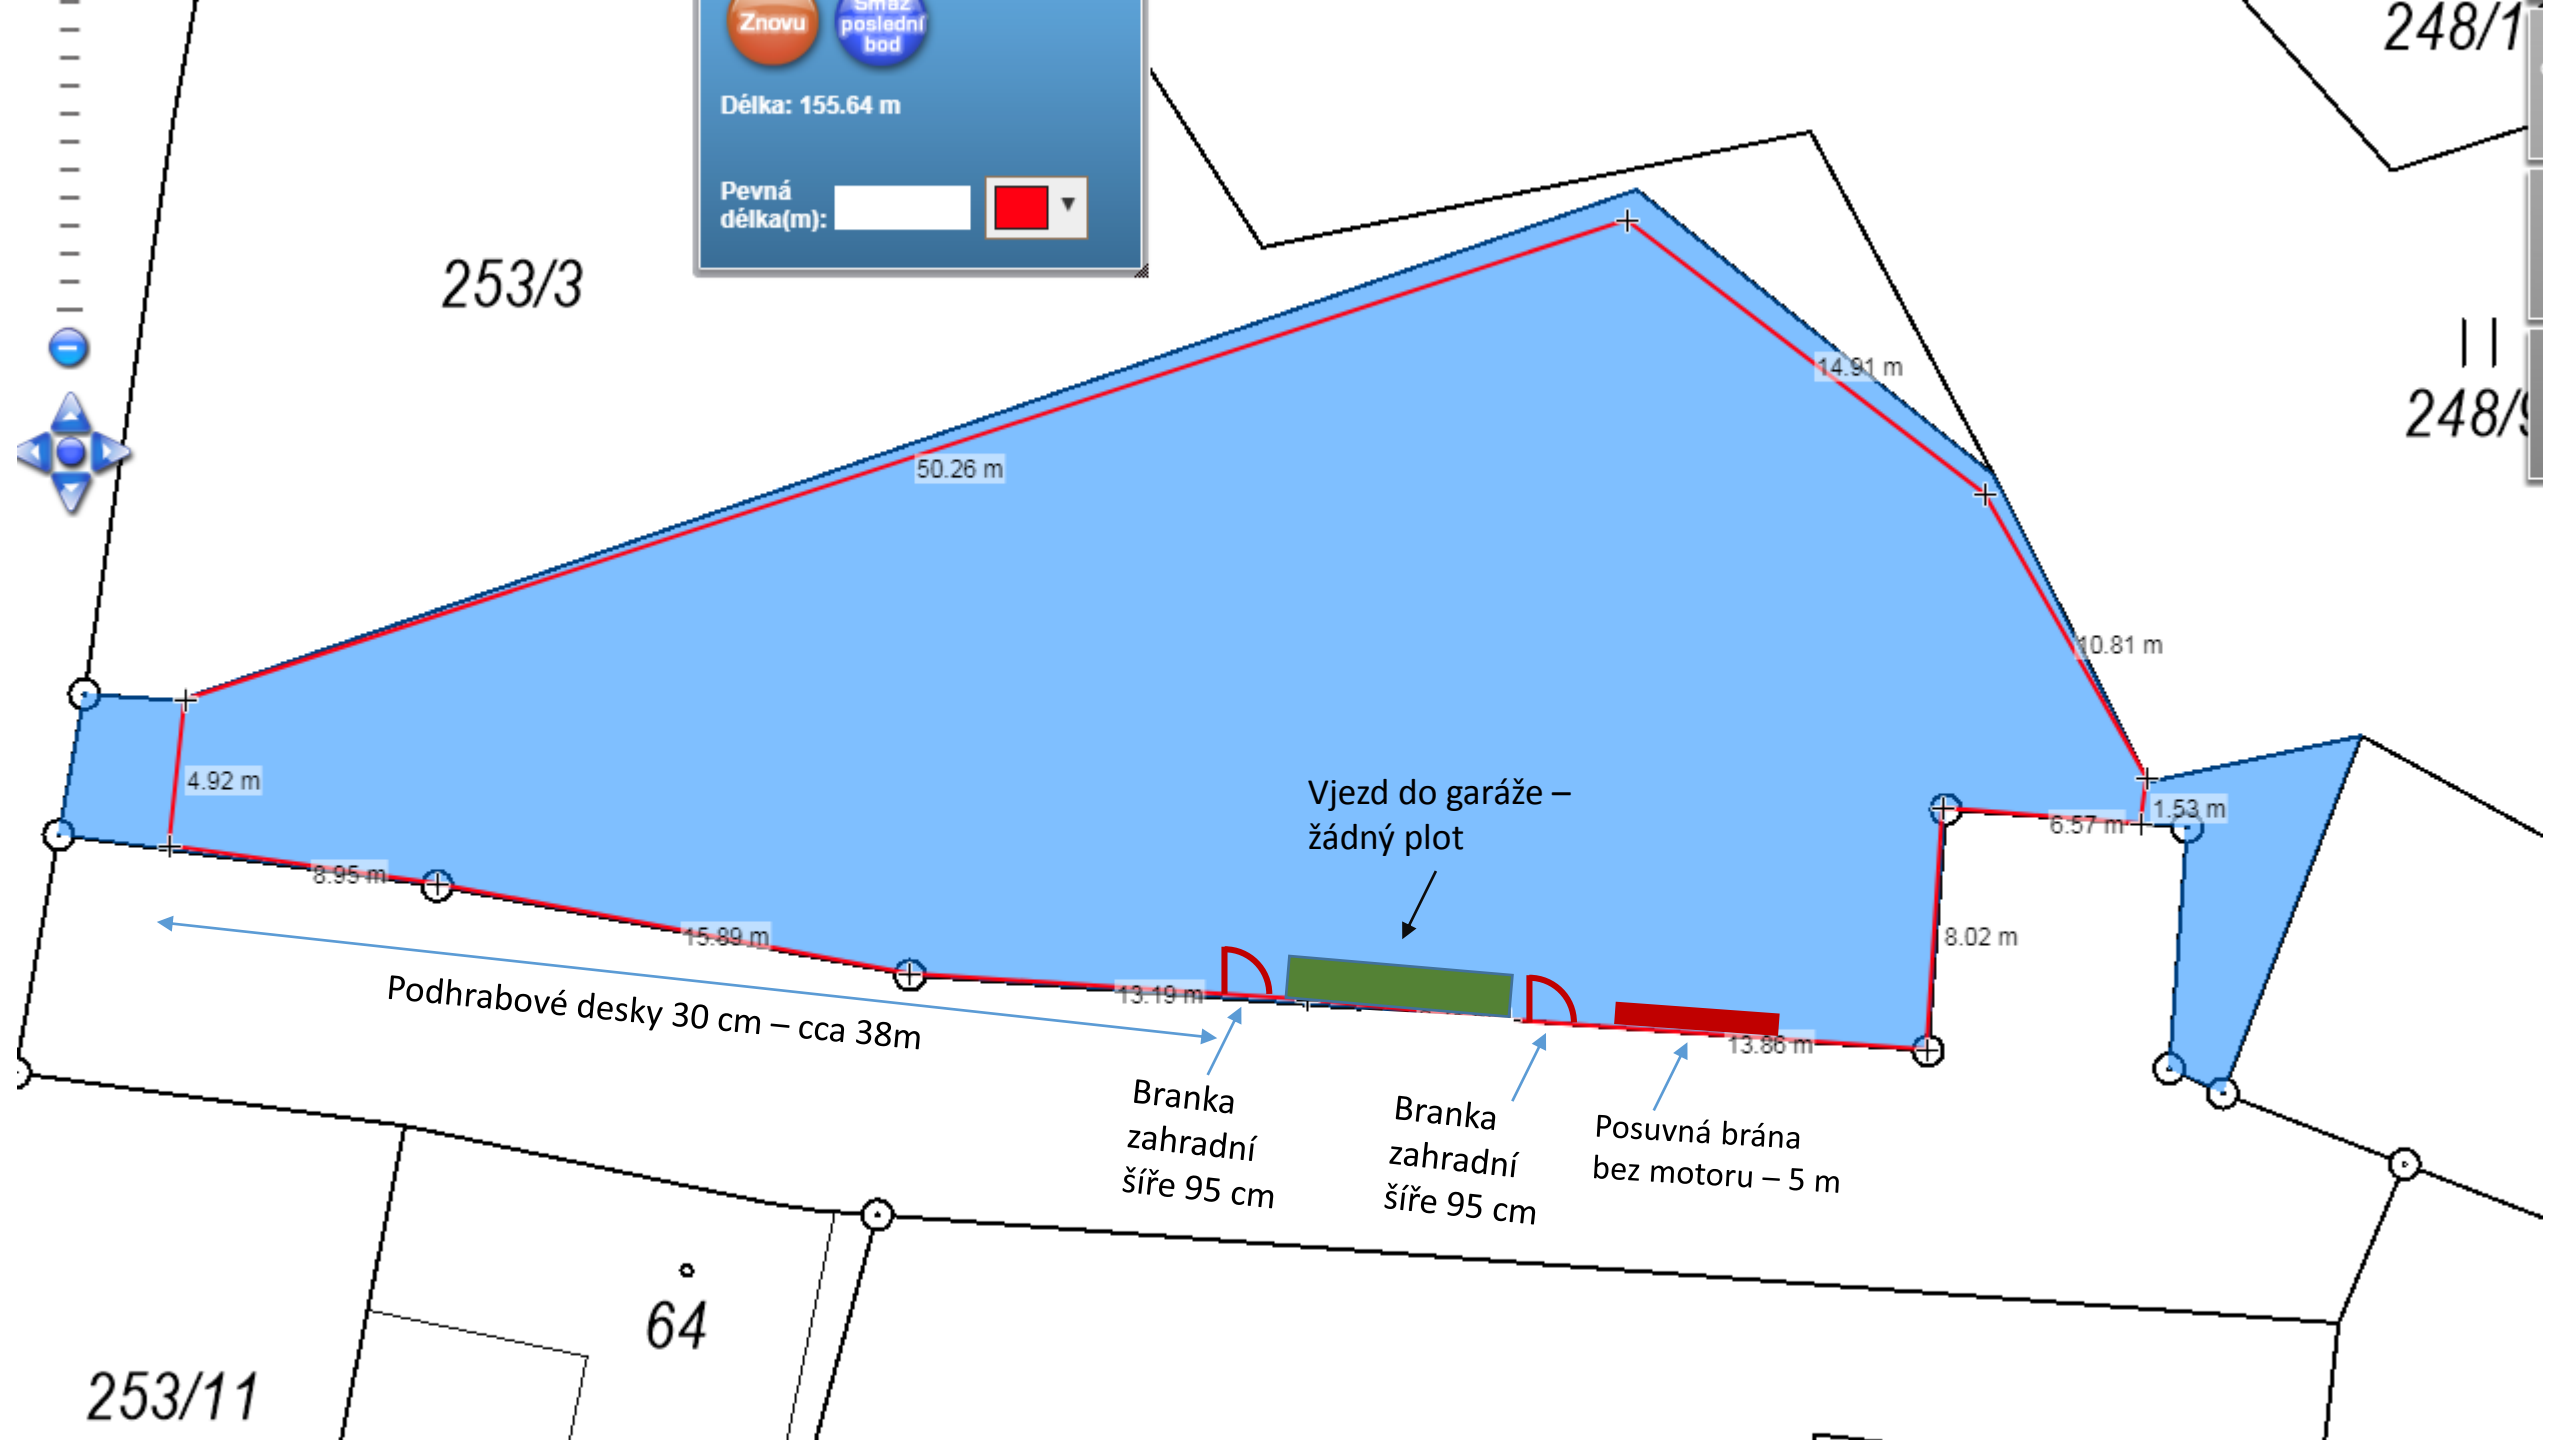 Znovu
Smaž
poslední
bod
Délka: 155.64 m
Pevná
délka(m):
248/1
253/3
14.91 m
248/9
50.26 m
10.81 m
4.92 m
Vjezd do garáže –
žádný plot
1.53 m
6.57 m
8.95 m
15.89 m
8.02 m
13.19 m
13.86 m
Podhrabové desky 30 cm – cca 38m
Branka
zahradní
šíře 95 cm
Branka
zahradní
šíře 95 cm
Posuvná brána
bez motoru – 5 m
64
253/11